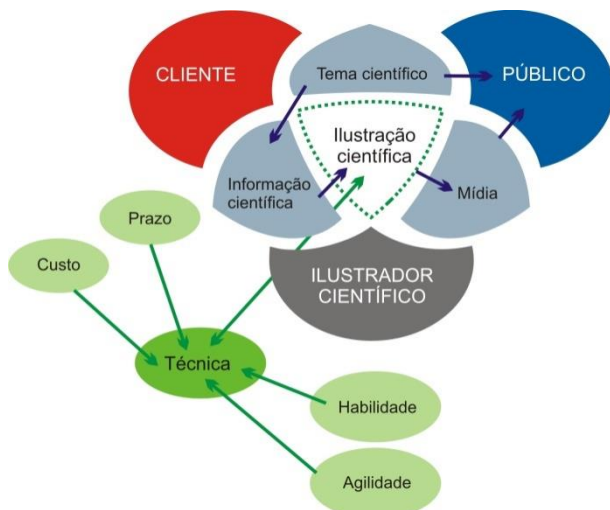 CLIENTE
Tema científico
PÚBLICO
Ilustração
científica
Informação
científica
Mídia
Prazo
Custo
ILUSTRADOR
CIENTÍFICO
Técnica
Habilidade
Agilidade